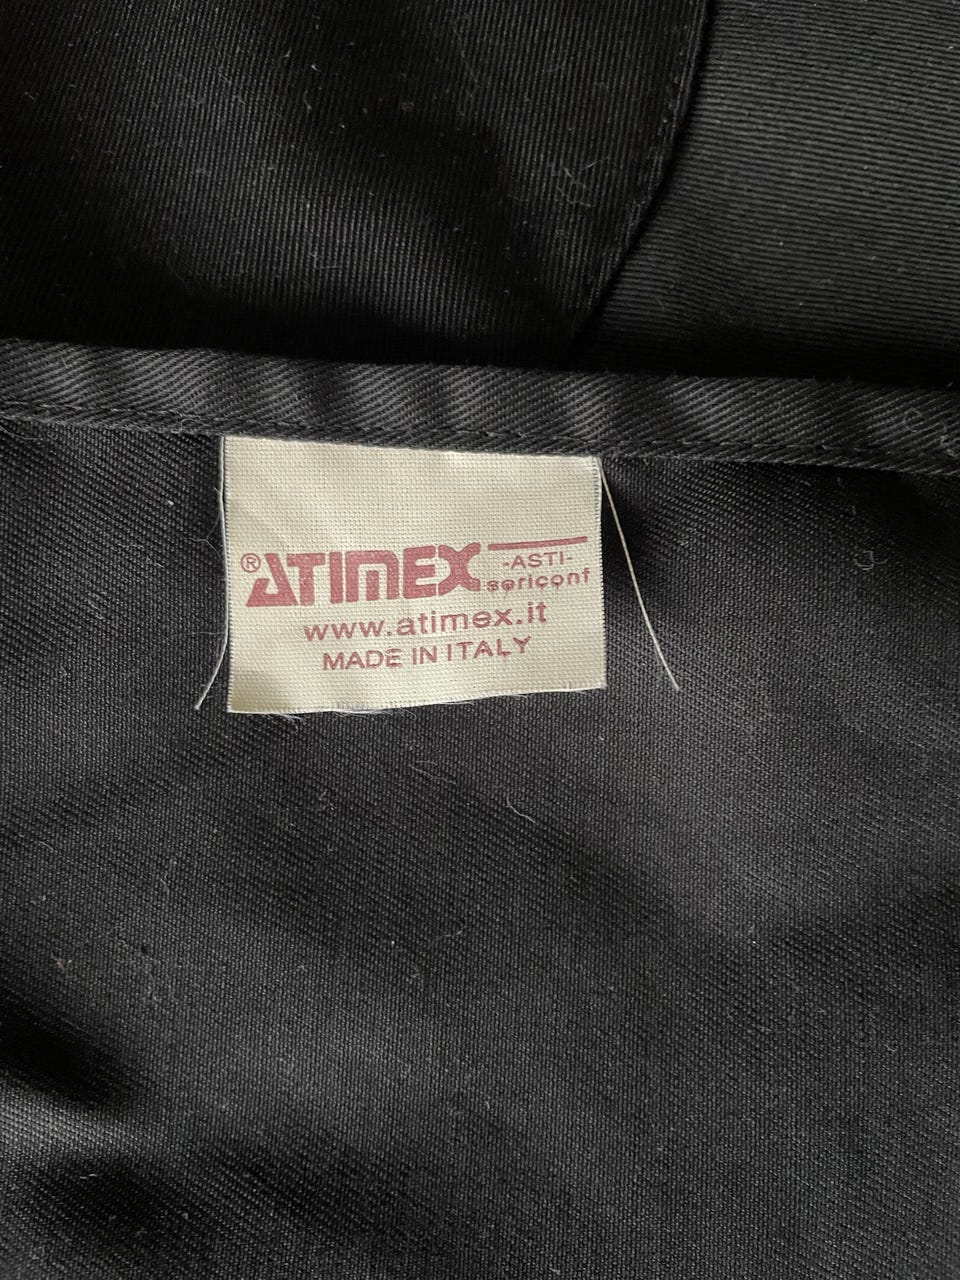 ®ATIMEX -ASTI-
sericonf
www.atimex.it
MADE IN ITALY